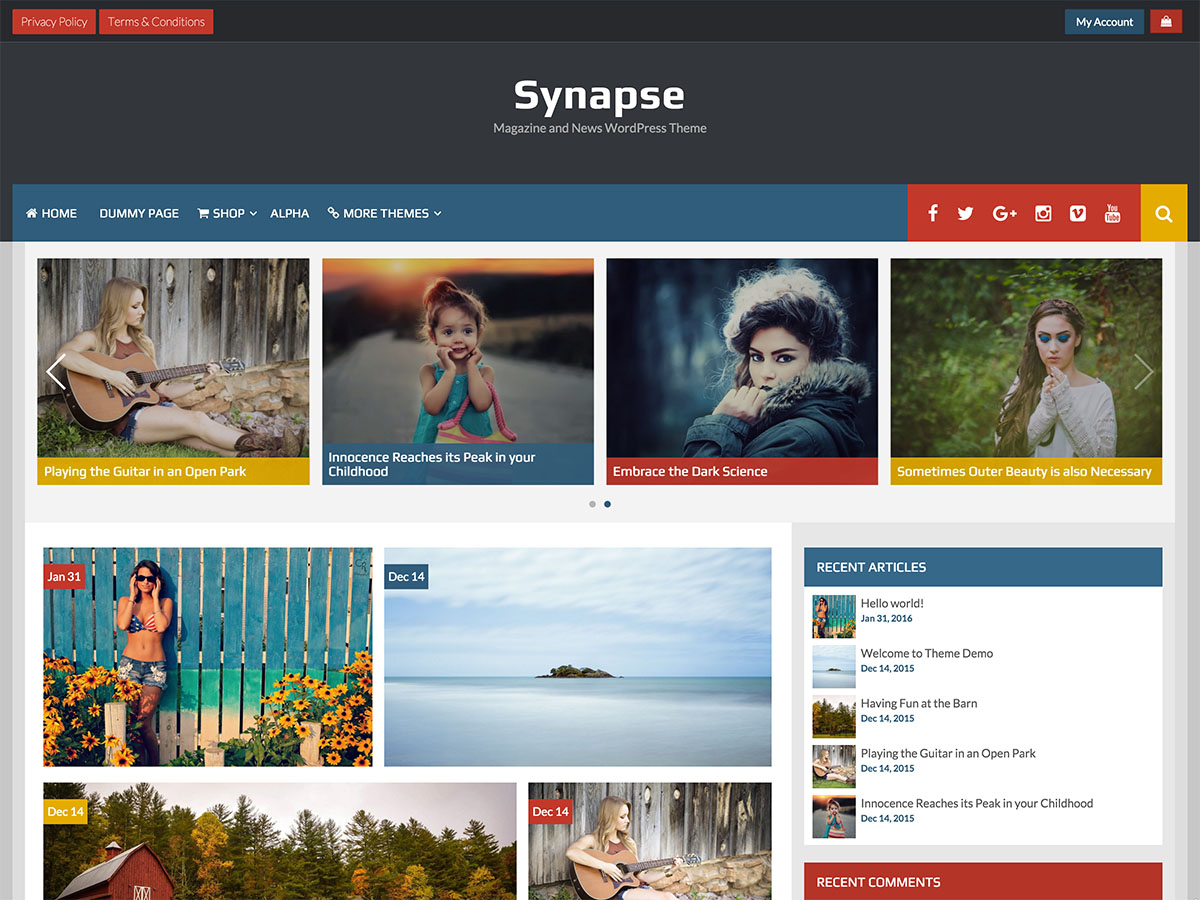 Privacy Policy
Terms & Conditions
My Account
Synapse
Magazine and News WordPress Theme
HOME
DUMMY PAGE
SHOP
ALPHA
MORE THEMES
You
Tube
Playing the Guitar in an Open Park
Innocence Reaches its Peak in your
Childhood
Embrace the Dark Science
Sometimes Outer Beauty is also Necessary
Jan 31
Dec 14
RECENT ARTICLES
Hello world!
Jan 31, 2016
Welcome to Theme Demo
Dec 14, 2015
Having Fun at the Barn
Dec 14, 2015
Playing the Guitar in an Open Park
Dec 14, 2015
Innocence Reaches its Peak in your Childhood
Dec 14, 2015
Dec 14
Dec 14
RECENT COMMENTS